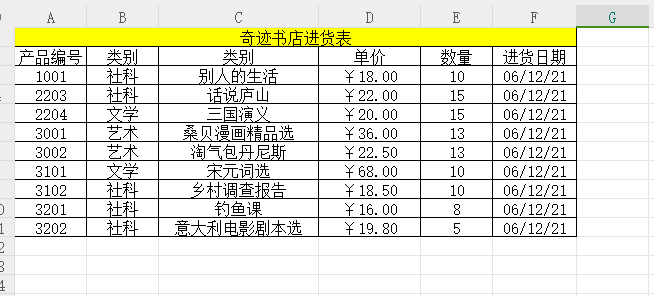 A B C D E F G
奇迹书店进货表
产品编号 类别 类别 单价 数量 进货日期
1001 社科 别人的生活 ￥18.00 10 06/12/21
2203 社科 话说庐山 ￥22.00 15 06/12/21
2204 文学 三国演义 ￥20.00 15 06/12/21
3001 艺术 桑贝漫画精品选 ￥36.00 13 06/12/21
3002 艺术 淘气包丹尼斯 ￥22.50 13 06/12/21
3101 文学 宋元词选 ￥68.00 10 06/12/21
3102 社科 乡村调查报告 ￥18.50 10 06/12/21
3201 社科 钓鱼课 ￥16.00 8 06/12/21
3202 社科 意大利电影剧本选 ￥19.80 5 06/12/21